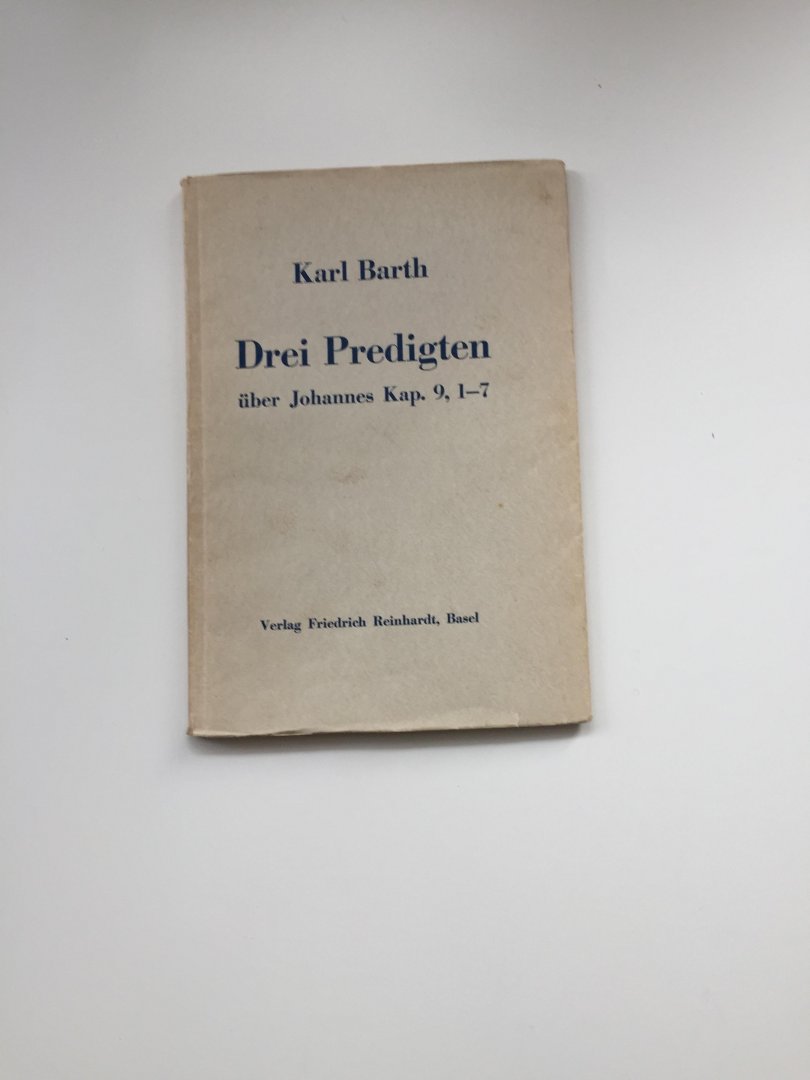 Karl Barth
Drei Predigten
über Johannes Kap. 9, 1–7
Verlag Friedrich Reinhardt, Basel